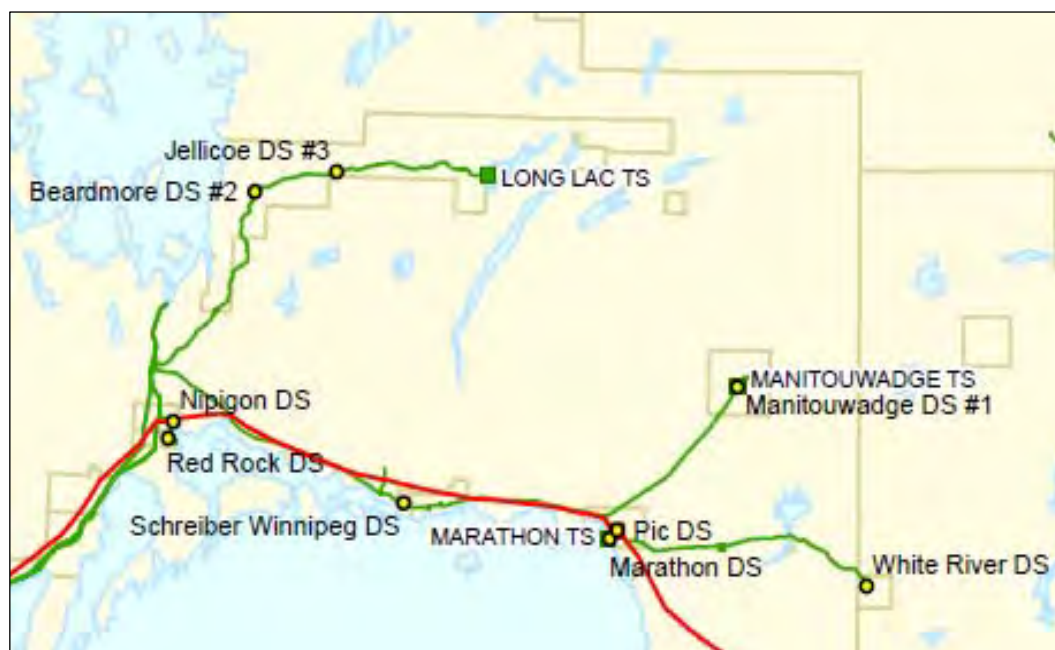 Jellicoe DS #3
Beardmore DS #2
LONG LAC TS
MANITOUWADGE TS
Manitouwadge DS #1
Nipigon DS
Red Rock DS
Schreiber Winnipeg DS
MARATHON TS
Pic DS
Marathon DS
White River DS